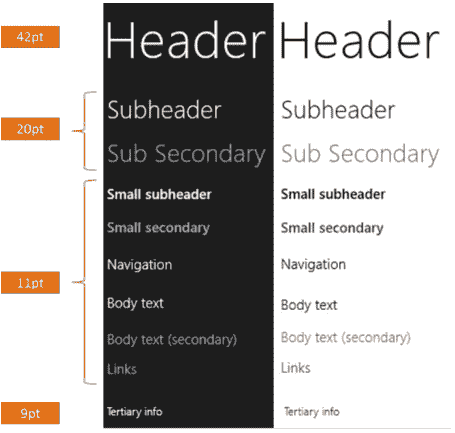 42pt Header Header
Subheader Subheader
20pt
Sub Secondary Sub Secondary
Small subheader Small subheader
Small secondary Small secondary
Navigation Navigation
11pt
Body text Body text
Body text (secondary) Body text (secondary)
Links Links
9pt Tertiary info Tertiary info